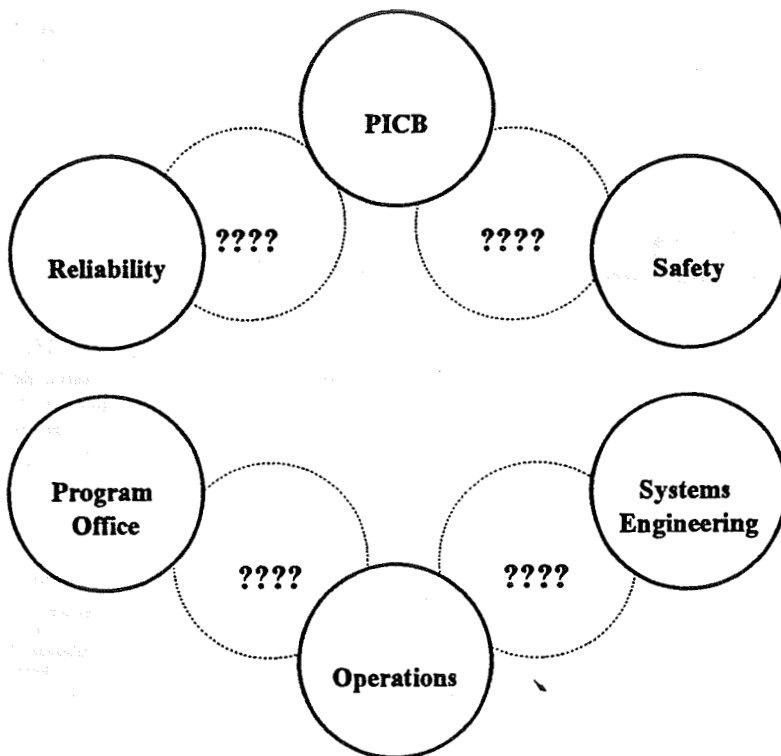 PICB
????
????
Reliability
Safety
Program
Office
Systems
Engineering
????
????
Operations